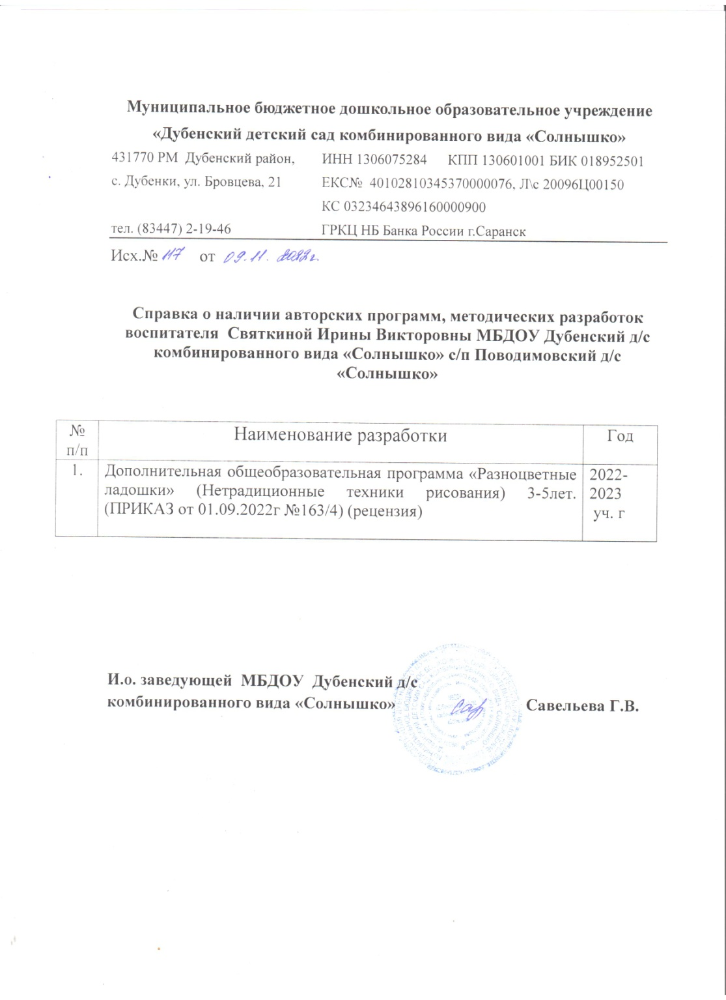 Муниципальное бюджетное дошкольное образовательное учреждение
«Дубенский детский сад комбинированного вида «Солнышко»
431770 РМ Дубенский район, ИНН 1306075284 КПП 130601001 БИК 018952501
с. Дубенки, ул. Бровцева, 21 ЕКС№ 40102810345370000076, Л\с 20096Ц00150
КС 03234643896160000900
тел. (83447) 2-19-46 ГРКЦ НБ Банка России г.Саранск
Исх.№ 117 от 09.11. 2022г.
Справка о наличии авторских программ, методических разработок
воспитателя Святкиной Ирины Викторовны МБДОУ Дубенский д/с
комбинированного вида «Солнышко» с/п Поводимовский д/с
«Солнышко»
№ п/п Наименование разработки Год
1. Дополнительная общеобразовательная программа «Разноцветные 2022-
ладошки» (Нетрадиционные техники рисования) 3-5лет. 2023
(ПРИКАЗ от 01.09.2022г №163/4) (рецензия) уч. г
И.о. заведующей МБДОУ Дубенский д/с
комбинированного вида «Солнышко» Савельева Г.В.